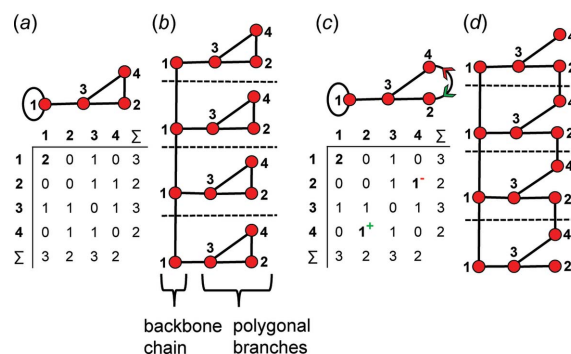 (a)
1
3
4
2
1 2 3 4 Σ
1 2 0 1 0 3
2 0 0 1 1 2
3 1 1 0 1 3
4 0 1 1 0 2
Σ 3 2 3 2
(b)
4
3
1
2
4
3
1
2
4
3
1
2
4
3
1
2
backbone
chain
polygonal
branches
(c)
4
3
1
2
1 2 3 4 Σ
1 2 0 1 0 3
2 0 0 1 1- 2
3 1 1 0 1 3
4 0 1+ 1 0 2
Σ 3 2 3 2
(d)
4
3
1
2
4
3
1
2
4
3
1
2
4
3
1
2